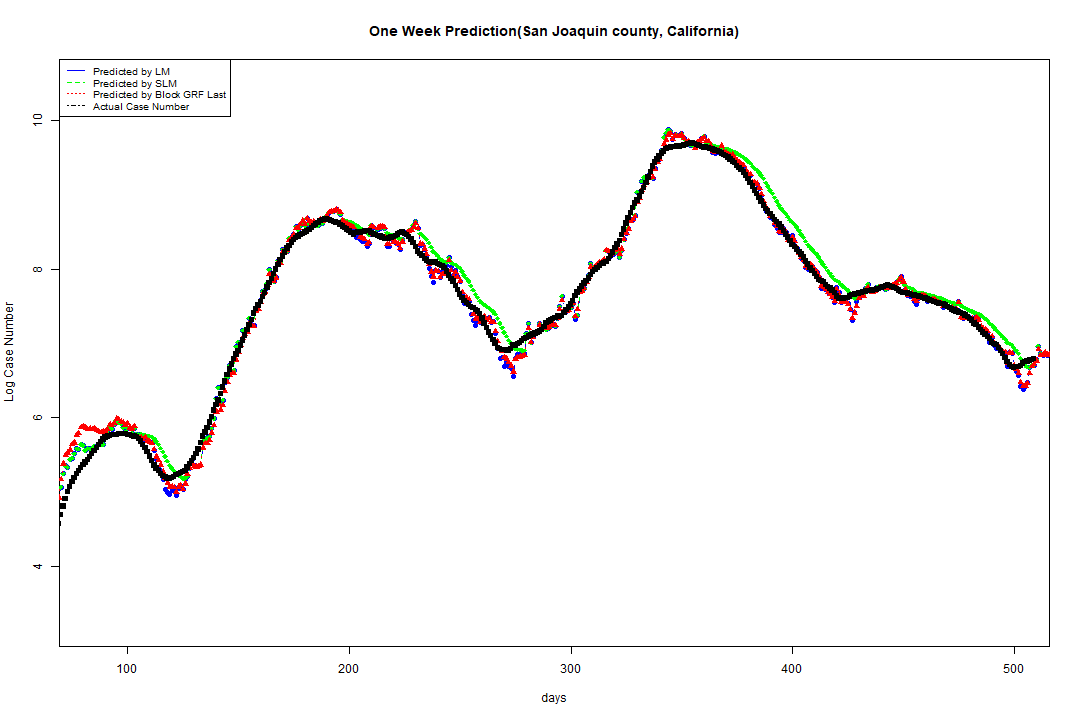 One Week Prediction(San Joaquin county, California)
Predicted by LM
Predicted by SLM
Predicted by Block GRF Last
Actual Case Number
Log Case Number
10
8
6
4
100 200 300 400 500
days